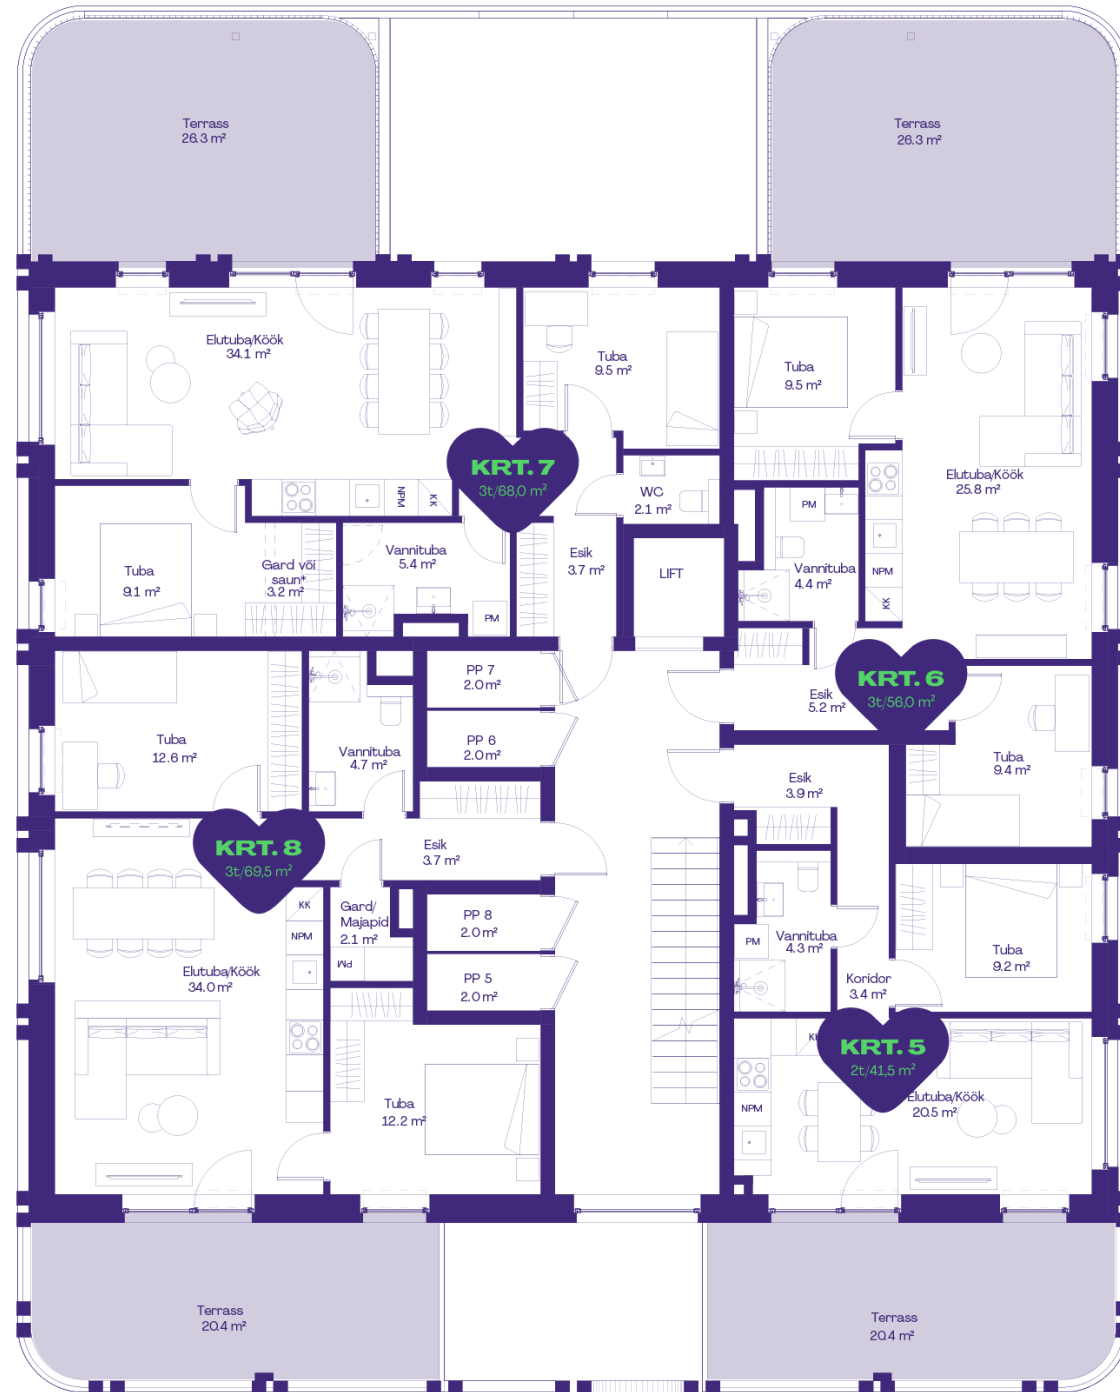 Terrass
26.3 m²
Terrass
26.3 m²
Elutuba/Köök
34.1 m²
Tuba
9.5 m²
Tuba
9.5 m²
KRT. 7
3t/68,0 m²
NPM
KK
WC
2.1 m²
Elutuba/Köök
25.8 m²
PM
NPM
KK
Vannituba
5.4 m²
Esik
3.7 m²
LIFT
Vannituba
4.4 m²
Tuba
9.1 m²
Gard või
saun*
3.2 m²
PM
PP 7
2.0 m²
KRT. 6
3t/56,0 m²
Esik
5.2 m²
PP 6
2.0 m²
Tuba
12.6 m²
Vannituba
4.7 m²
Tuba
9.4 m²
Esik
3.9 m²
KRT. 8
3t/69,5 m²
Esik
3.7 m²
KK
NPM
Gard/
Majapid
2.1 m²
PM
PP 8
2.0 m²
PM
Vannituba
4.3 m²
Tuba
9.2 m²
Elutuba/Köök
34.0 m²
PP 5
2.0 m²
Koridor
3.4 m²
KRT. 5
2t/41,5 m²
Tuba
12.2 m²
NPM
Elutuba/Köök
20.5 m²
Terrass
20.4 m²
Terrass
20.4 m²